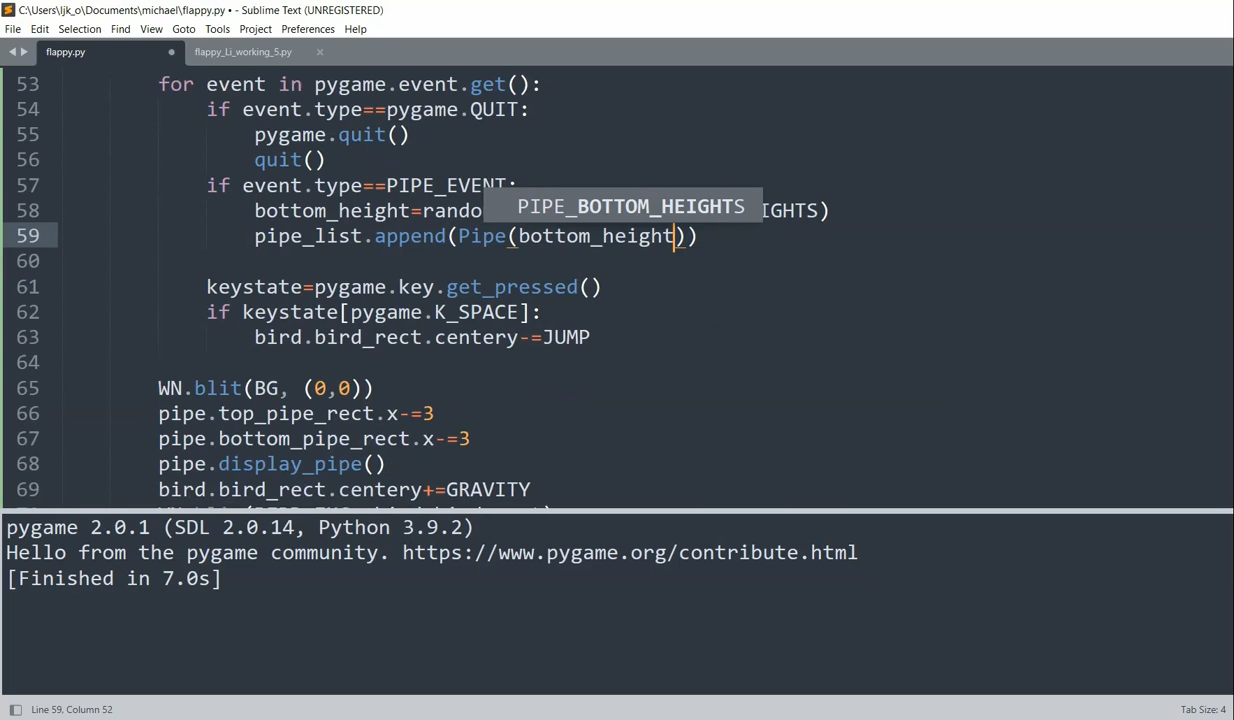 C:\Users\ljk_o\Documents\michael\flappy.py • - Sublime Text (UNREGISTERED)
File Edit Selection Find View Goto Tools Project Preferences Help
flappy.py flappy_Li_working_5.py
53 for event in pygame.event.get():
54 if event.type==pygame.QUIT:
55 pygame.quit()
56 quit()
57 if event.type==PIPE_EVENT:
PIPE_BOTTOM_HEIGHTS
58 bottom_height=rando IGHTS)
59 pipe_list.append(Pipe(bottom_height))
60
61 keystate=pygame.key.get_pressed()
62 if keystate[pygame.K_SPACE]:
63 bird.bird_rect.centery-=JUMP
64
65 WN.blit(BG, (0,0))
66 pipe.top_pipe_rect.x-=3
67 pipe.bottom_pipe_rect.x-=3
68 pipe.display_pipe()
69 bird.bird_rect.centery+=GRAVITY
pygame 2.0.1 (SDL 2.0.14, Python 3.9.2)
Hello from the pygame community. https://www.pygame.org/contribute.html
[Finished in 7.0s]
Line 59, Column 52 Tab Size: 4